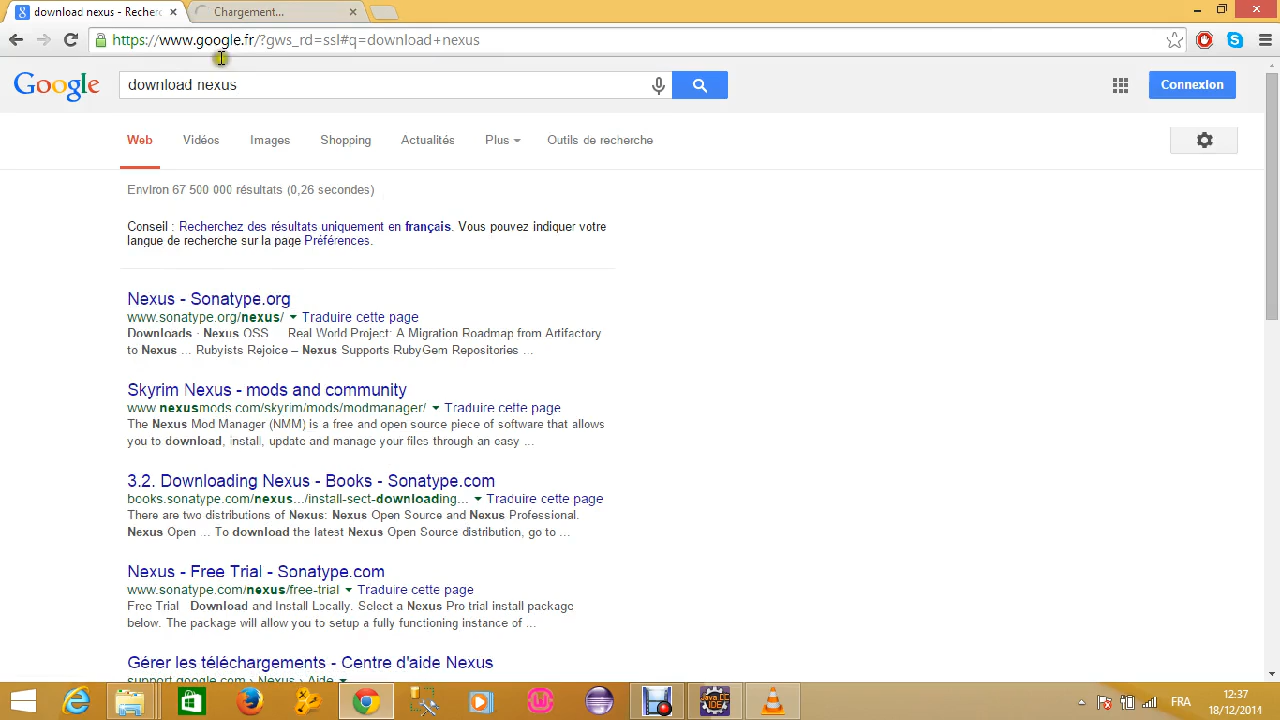 download nexus - Recher
Chargement...
https://www.google.fr/?gws_rd=ssl#q=download+nexus
Google
download nexus
Connexion
Web Vidéos Images Shopping Actualités Plus Outils de recherche
Environ 67 500 000 résultats (0,26 secondes)
Conseil : Recherchez des résultats uniquement en français. Vous pouvez indiquer votre
langue de recherche sur la page Préférences.
Nexus - Sonatype.org
www.sonatype.org/nexus/ Traduire cette page
Downloads - Nexus OSS ... Real World Project: A Migration Roadmap from Artifactory
to Nexus ... Rubyists Rejoice – Nexus Supports RubyGem Repositories ...
Skyrim Nexus - mods and community
www.nexusmods.com/skyrim/mods/modmanager/ Traduire cette page
The Nexus Mod Manager (NMM) is a free and open source piece of software that allows
you to download, install, update and manage your files through an easy ...
3.2. Downloading Nexus - Books - Sonatype.com
books.sonatype.com/nexus.../install-sect-downloading... Traduire cette page
There are two distributions of Nexus: Nexus Open Source and Nexus Professional.
Nexus Open ... To download the latest Nexus Open Source distribution, go to ...
Nexus - Free Trial - Sonatype.com
www.sonatype.com/nexus/free-trial Traduire cette page
Free Trial - Download and Install Locally. Select a Nexus Pro trial install package
below. The package will allow you to setup a fully functioning instance of ...
Gérer les téléchargements - Centre d'aide Nexus
support.google.com › Nexus › Aide
Java EE
IDE
FRA
12:37
18/12/2014